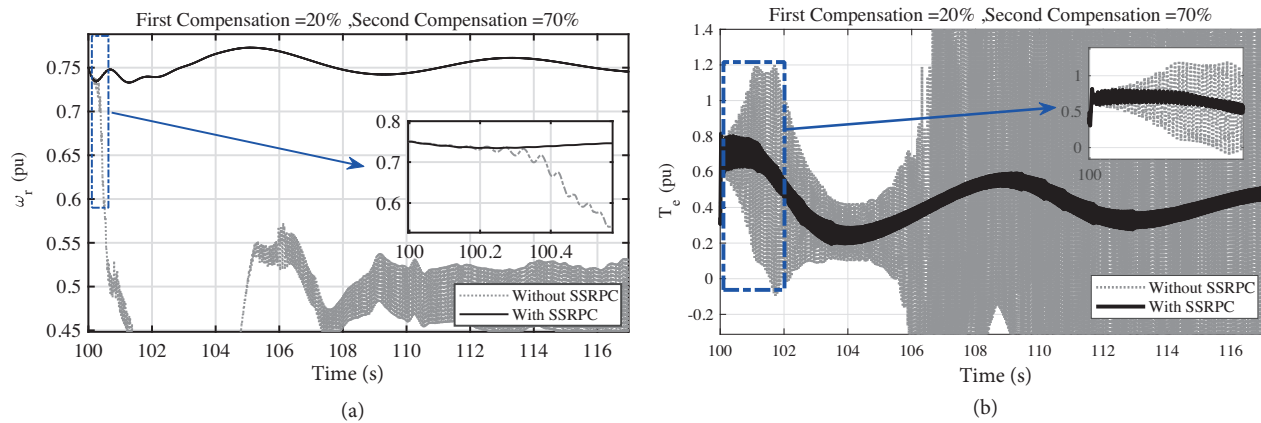 First Compensation =20% ,Second Compensation =70%
0.75
0.7
0.65
0.6
0.55
0.5
0.45
ω_r (pu)
0.8
0.7
0.6
100 100.2 100.4
Without SSRPC
With SSRPC
100 102 104 106 108 110 112 114 116
Time (s)
(a)
First Compensation =20% ,Second Compensation =70%
1.4
1.2
1
0.8
0.6
0.4
0.2
0
-0.2
T_e (pu)
1
0.5
0
100
Without SSRPC
With SSRPC
100 102 104 106 108 110 112 114 116
Time (s)
(b)